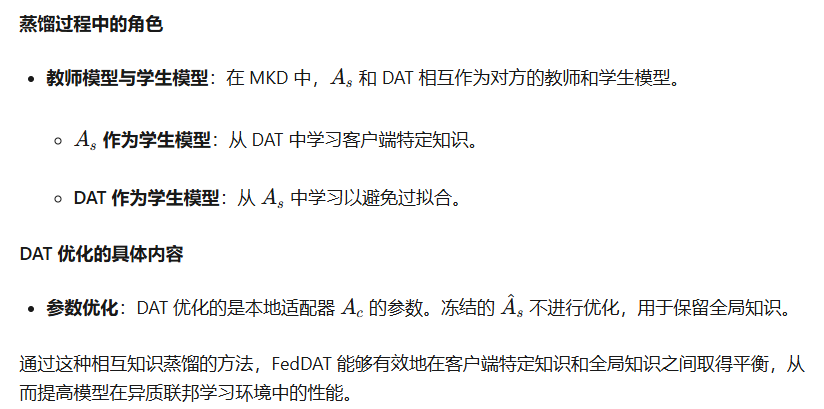 蒸馏过程中的角色
• 教师模型与学生模型：在 MKD 中，A_s 和 DAT 相互作为对方的教师和学生模型。
○ A_s 作为学生模型：从 DAT 中学习客户端特定知识。
○ DAT 作为学生模型：从 A_s 中学习以避免过拟合。
DAT 优化的具体内容
• 参数优化：DAT 优化的是本地适配器 A_c 的参数。冻结的 Â_s 不进行优化，用于保留全局知识。
通过这种相互知识蒸馏的方法，FedDAT 能够有效地在客户端特定知识和全局知识之间取得平衡，从
而提高模型在异质联邦学习环境中的性能。